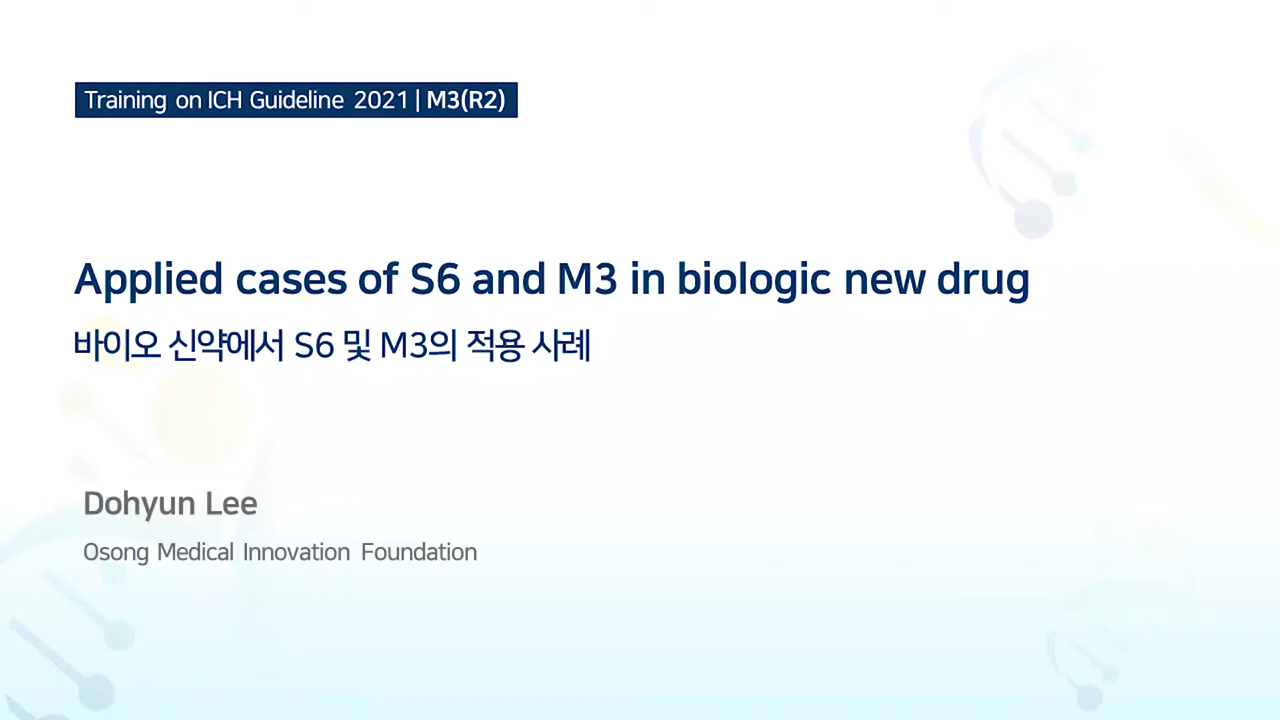 Training on ICH Guideline 2021 | M3(R2)
Applied cases of S6 and M3 in biologic new drug
바이오 신약에서 S6 및 M3의 적용 사례
Dohyun Lee
Osong Medical Innovation Foundation